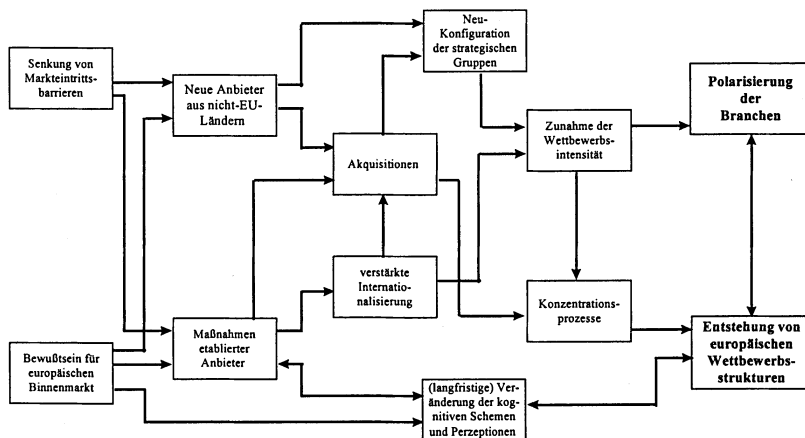 Senkung von
Markteintritts-
barrieren
Neue Anbieter
aus nicht-EU-
Ländern
Neu-
Konfiguration
der strategischen
Gruppen
Akquisitionen
Zunahme der
Wettbewerbs-
intensität
Polarisierung
der
Branchen
verstärkte
Internatio-
nalisierung
Konzentrations-
prozesse
Maßnahmen
etablierter
Anbieter
Bewußtsein für
europäischen
Binnenmarkt
(langfristige) Ver-
änderung der kog-
nitiven Schemen
und Perzeptionen
Entstehung von
europäischen
Wettbewerbs-
strukturen